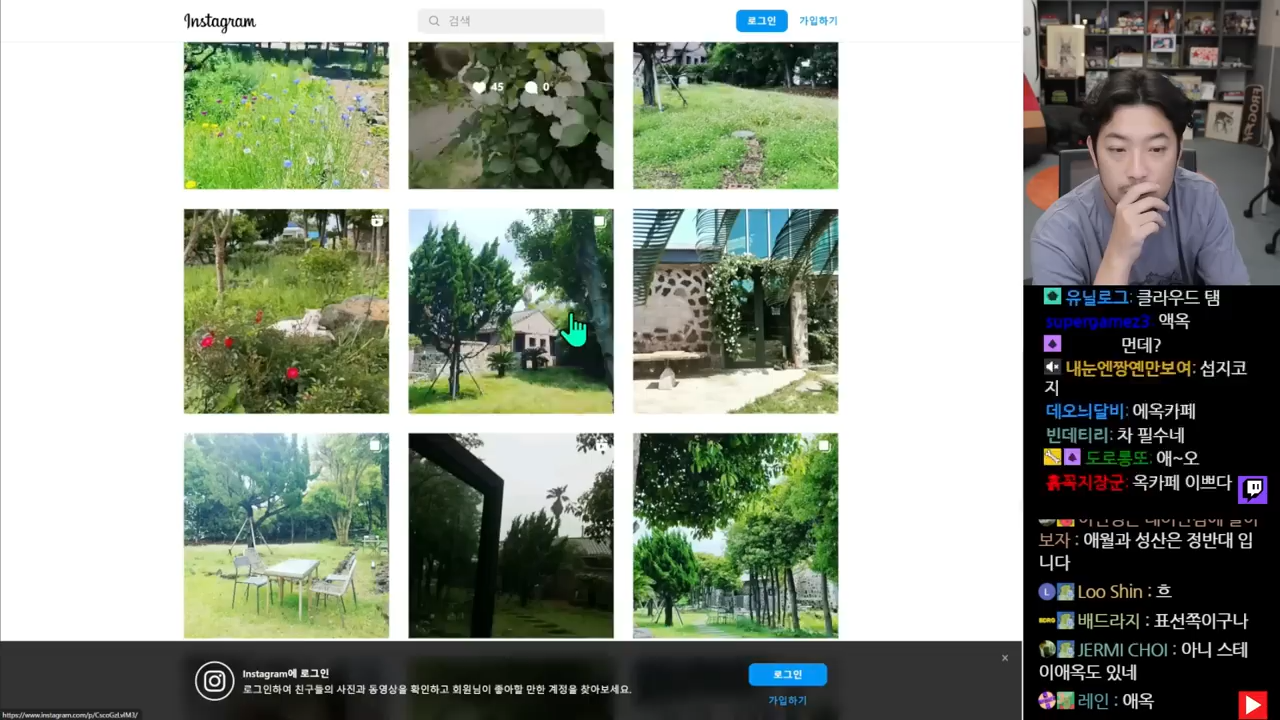 Instagram
검색
로그인
가입하기
45
0
Instagram에 로그인
로그인하여 친구들의 사진과 동영상을 확인하고 회원님이 좋아할 만한 계정을 찾아보세요.
로그인
가입하기
유닐로그: 클라우드 탬
supergamez3: 액옥
먼데?
내눈엔짱옌만보여: 섭지코
지
데오늬달비: 에옥카페
빈데티리: 차 필수네
도로롱또: 애~오
흙꼭지장군: 옥카페 이쁘다
보자 : 애월과 성산은 정반대 입
니다
Loo Shin : 흐
배드라지 : 표선쪽이구나
JERMI CHOI : 아니 스테
이애옥도 있네
레인 : 애옥